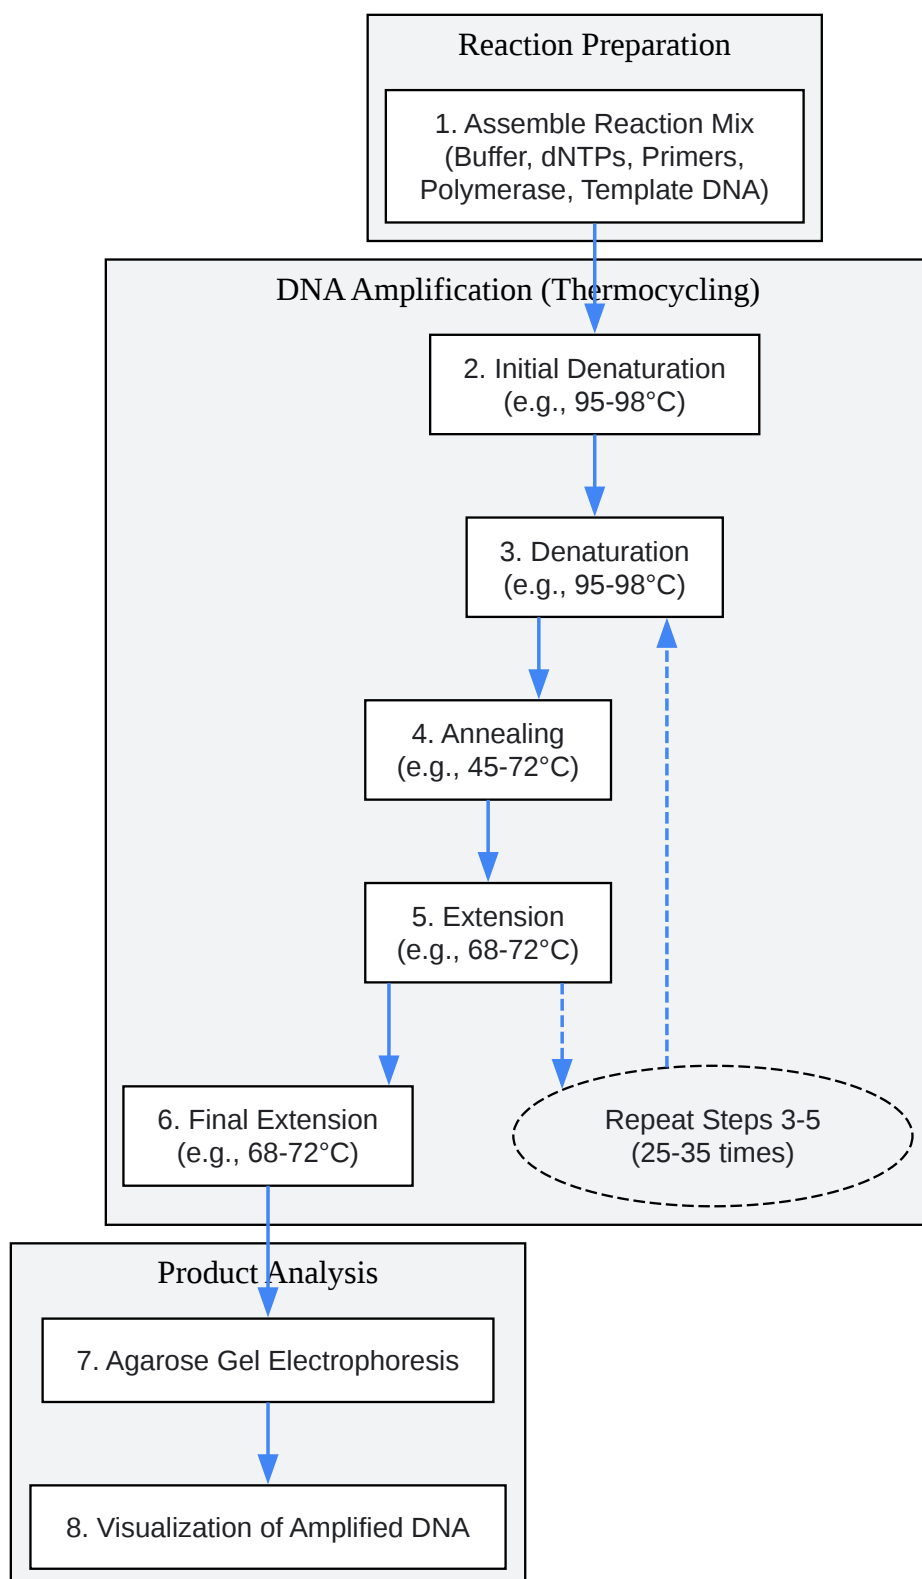 Reaction Preparation
1. Assemble Reaction Mix
(Buffer, dNTPs, Primers,
Polymerase, Template DNA)
DNA Amplification (Thermocycling)
2. Initial Denaturation
(e.g., 95-98°C)
3. Denaturation
(e.g., 95-98°C)
4. Annealing
(e.g., 45-72°C)
5. Extension
(e.g., 68-72°C)
6. Final Extension
(e.g., 68-72°C)
Repeat Steps 3-5
(25-35 times)
Product Analysis
7. Agarose Gel Electrophoresis
8. Visualization of Amplified DNA